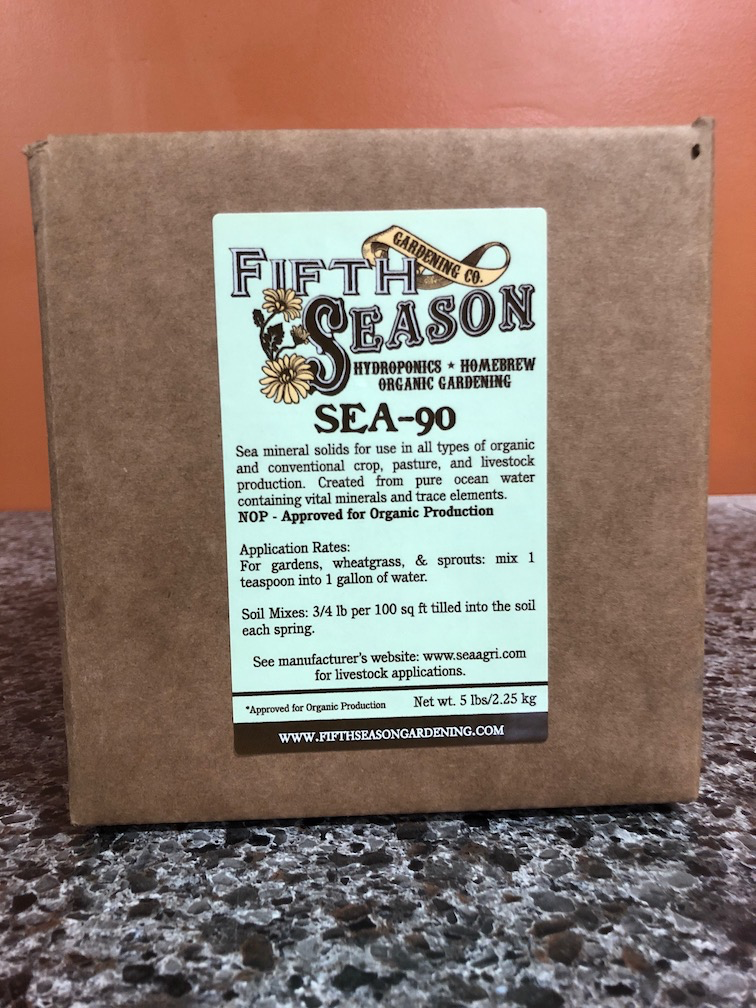 GARDENING CO.
FIFTH
SEASON
HYDROPONICS ★ HOMEBREW
ORGANIC GARDENING
SEA-90
Sea mineral solids for use in all types of organic
and conventional crop, pasture, and livestock
production. Created from pure ocean water
containing vital minerals and trace elements.
NOP - Approved for Organic Production
Application Rates:
For gardens, wheatgrass, & sprouts: mix 1
teaspoon into 1 gallon of water.
Soil Mixes: 3/4 lb per 100 sq ft tilled into the soil
each spring.
See manufacturer's website: www.seaagri.com
for livestock applications.
*Approved for Organic Production Net wt. 5 lbs/2.25 kg
WWW.FIFTHSEASONGARDENING.COM